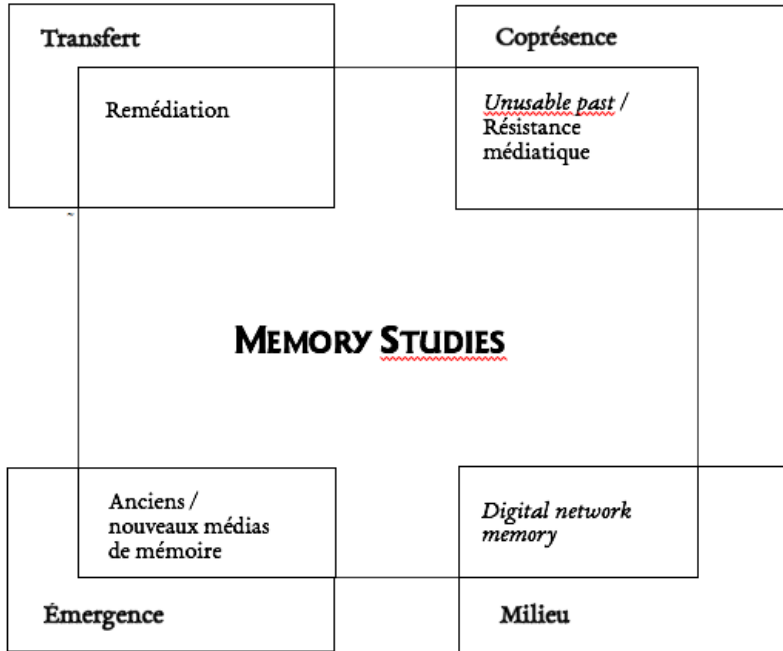 Transfert
Coprésence
Remédiation
Unusable past /
Résistance
médiatique
~
MEMORY STUDIES
Anciens /
nouveaux médias
de mémoire
Digital network
memory
Émergence
Milieu